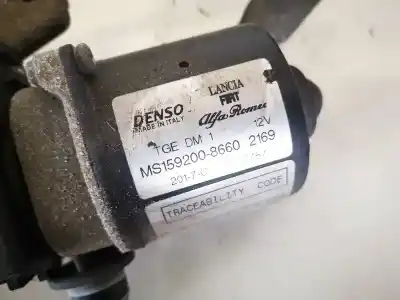 DENSO
MADE IN ITALY
LANCIA
FIAT
Alfa Romeo
TGE DM 1 12V
MS159200-8660 2169
TRACEABILITY CODE